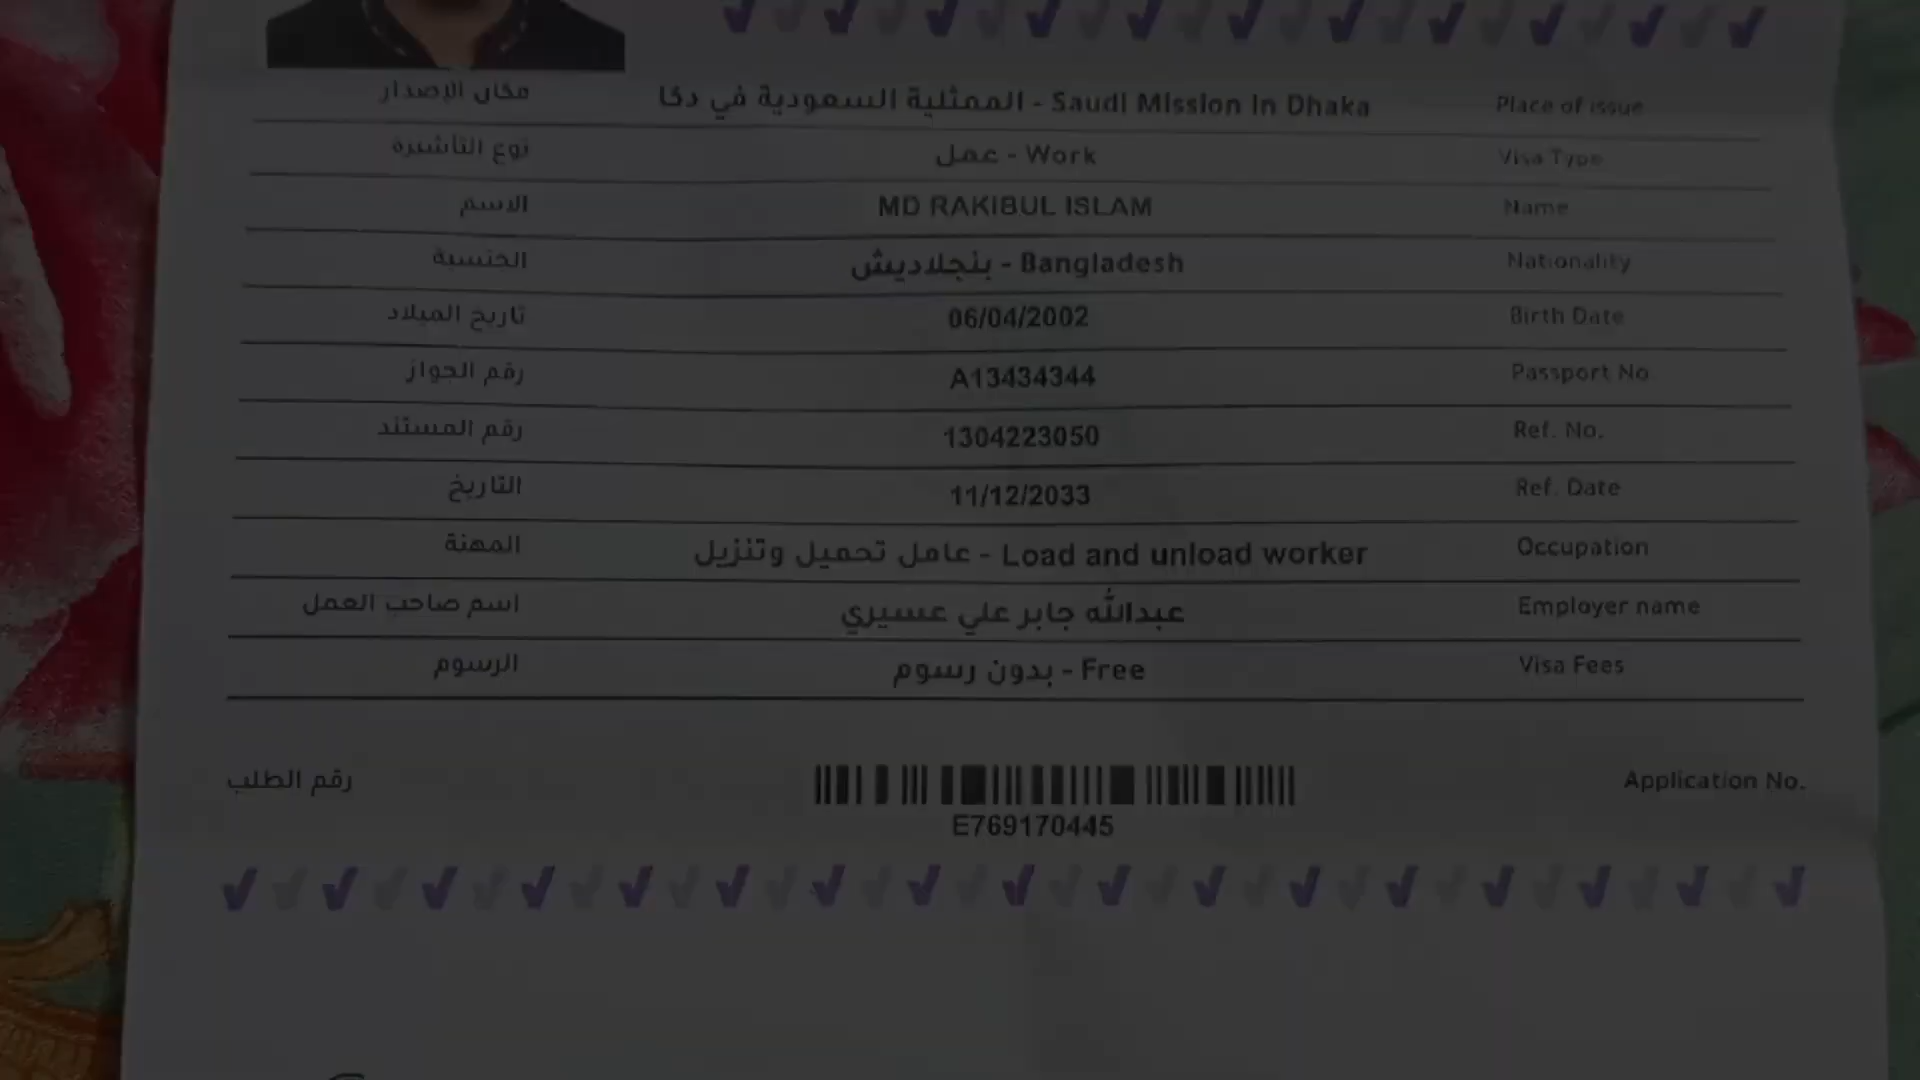 مكان الإصدار الممثلية السعودية في دكا - Saudi Mission in Dhaka Place of issue
نوع التأشيرة عمل - Work Visa Type
الاسم MD RAKIBUL ISLAM Name
الجنسية بنجلاديش - Bangladesh Nationality
تاريخ الميلاد 06/04/2002 Birth Date
رقم الجواز A13434344 Passport No
رقم المستند 1304223050 Ref. No.
التاريخ 11/12/2033 Ref. Date
المهنة عامل تحميل وتنزيل - Load and unload worker Occupation
اسم صاحب العمل عبدالله جابر علي عسيري Employer name
الرسوم بدون رسوم - Free Visa Fees
رقم الطلب Application No.
E769170445